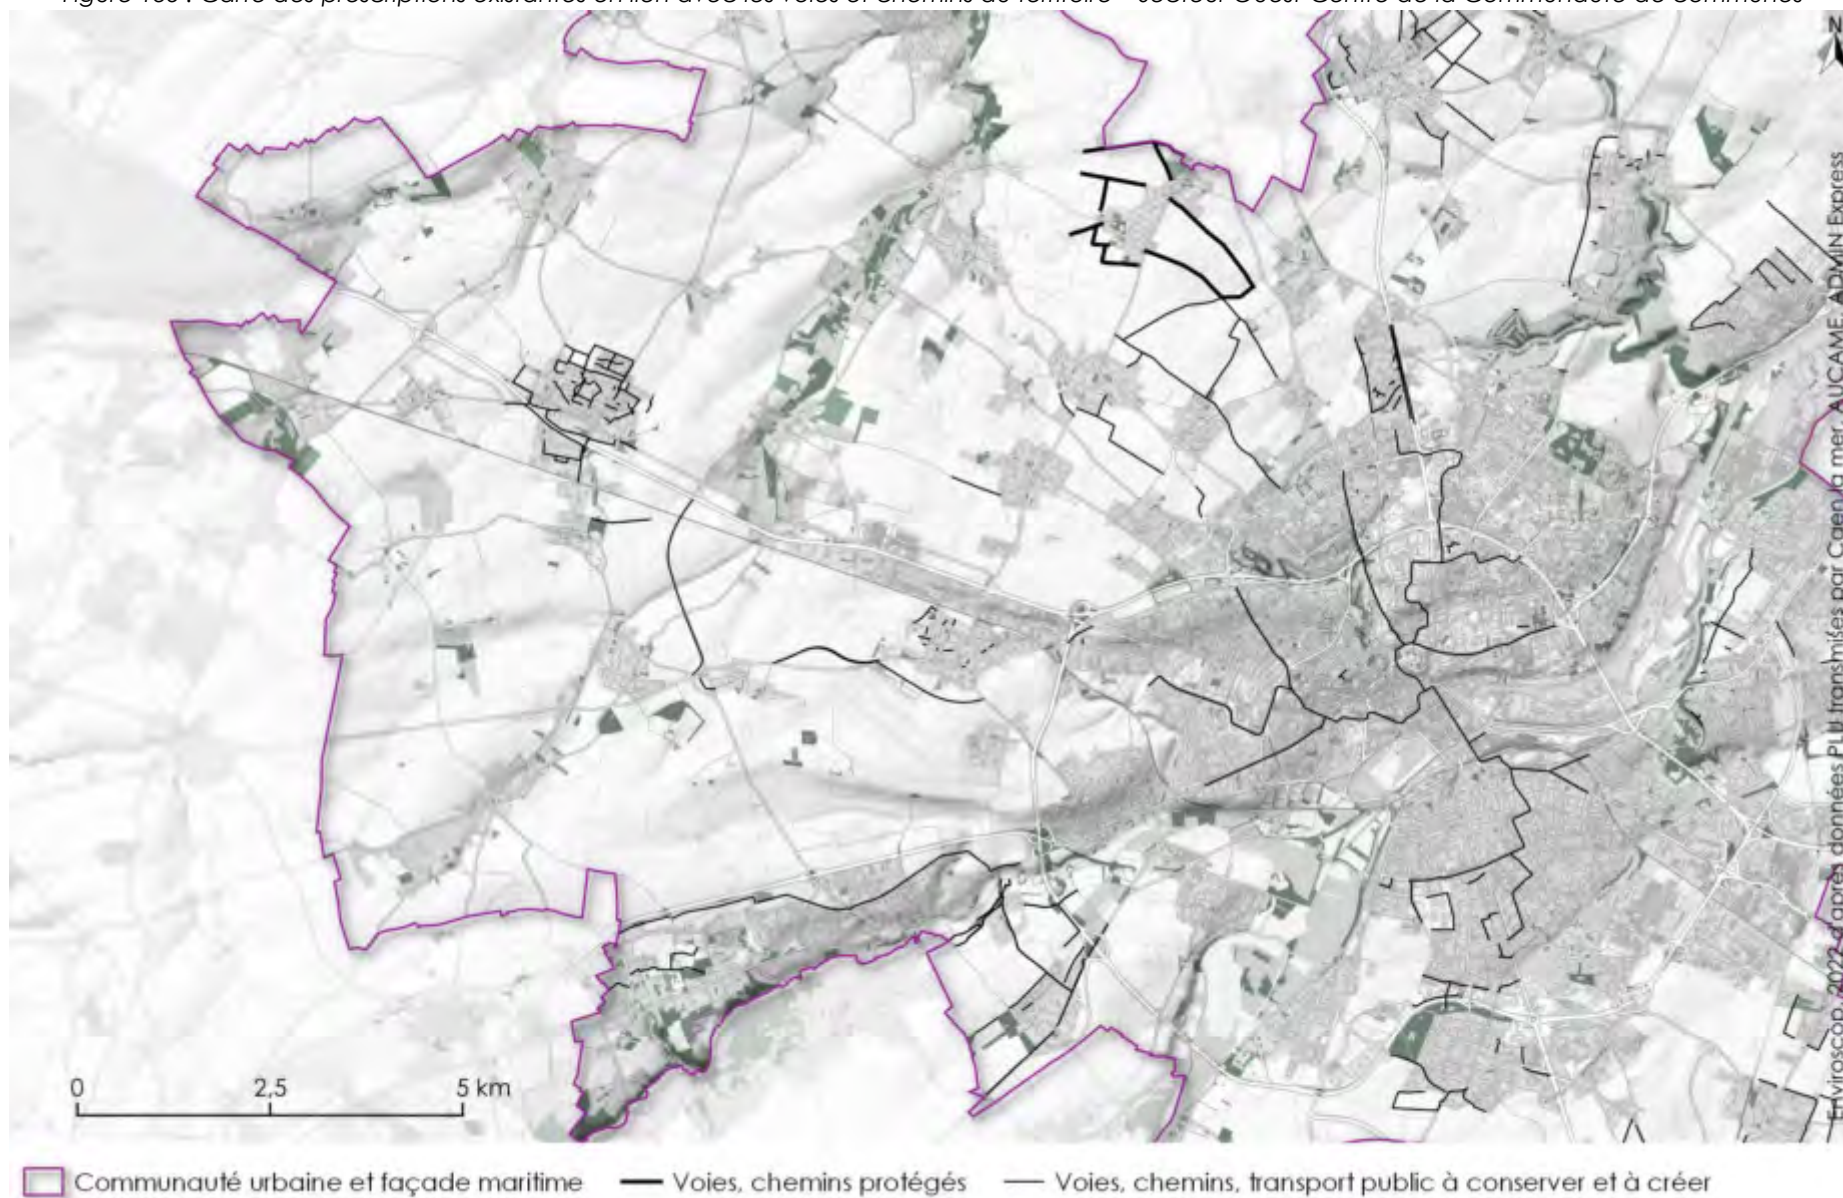 N
Enviroscop, 2022 d'après données PLUI transmises par Caen la mer, AUCAME, ADMIN Express
0 2,5 5 km
Communauté urbaine et façade maritime Voies, chemins protégés Voies, chemins, transport public à conserver et à créer